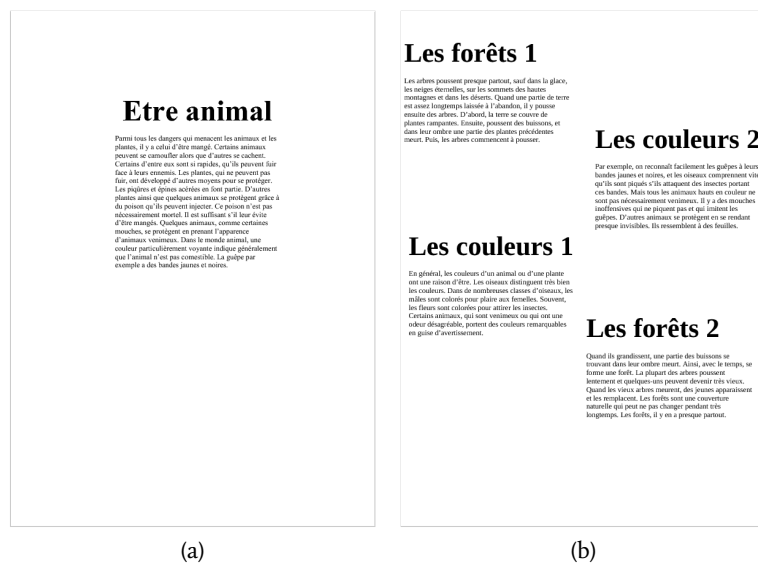 Etre animal
Parmi tous les dangers qui menacent les animaux et les
plantes, il y a celui d’être mangé. Certains animaux
peuvent se camoufler alors que d’autres se cachent.
Certains d’entre eux sont si rapides, qu’ils peuvent fuir
face à leurs ennemis. Les plantes, qui ne peuvent pas
fuir, ont développé d’autres moyens pour se protéger.
Les piqûres et épines acérées en font partie. D’autres
plantes ainsi que quelques animaux se protègent grâce à
du poison qu’ils peuvent injecter. Ce poison n’est pas
nécessairement mortel. Il est suffisant s’il leur évite
d’être mangés. Quelques animaux, comme certaines
mouches, se protègent en prenant l’apparence
d’animaux venimeux. Dans le monde animal, une
couleur particulièrement voyante indique généralement
que l’animal n’est pas comestible. La guêpe par
exemple a des bandes jaunes et noires.
(a)
Les forêts 1
Les arbres poussent presque partout, sauf dans la glace,
les neiges éternelles, sur les sommets des hautes
montagnes et dans les déserts. Quand une partie de terre
est assez longtemps laissée à l’abandon, il y pousse
ensuite des arbres. D’abord, la terre se couvre de
plantes rampantes. Ensuite, poussent des buissons, et
dans leur ombre une partie des plantes précédentes
meurt. Puis, les arbres commencent à pousser.
Les couleurs 2
Par exemple, on reconnaît facilement les guêpes à leurs
bandes jaunes et noires, et les oiseaux comprennent vite
qu’ils sont piqués s’ils attaquent des insectes portant
ces bandes. Mais tous les animaux hauts en couleur ne
sont pas nécessairement venimeux. Il y a des mouches
inoffensives qui ne piquent pas et qui imitent les
guêpes. D’autres animaux se protègent en se rendant
presque invisibles. Ils ressemblent à des feuilles.
Les couleurs 1
En général, les couleurs d’un animal ou d’une plante
ont une raison d’être. Les oiseaux distinguent très bien
les couleurs. Dans de nombreuses classes d’oiseaux, les
mâles sont colorés pour plaire aux femelles. Souvent,
les fleurs sont colorées pour attirer les insectes.
Certains animaux, qui sont venimeux ou qui ont une
odeur désagréable, portent des couleurs remarquables
en guise d’avertissement.
Les forêts 2
Quand ils grandissent, une partie des buissons se
trouvant dans leur ombre meurt. Ainsi, avec le temps, se
forme une forêt. La plupart des arbres poussent
lentement et quelques-uns peuvent devenir très vieux.
Quand les vieux arbres meurent, des jeunes apparaissent
et les remplacent. Les forêts sont une couverture
naturelle qui peut ne pas changer pendant très
longtemps. Les forêts, il y en a presque partout.
(b)